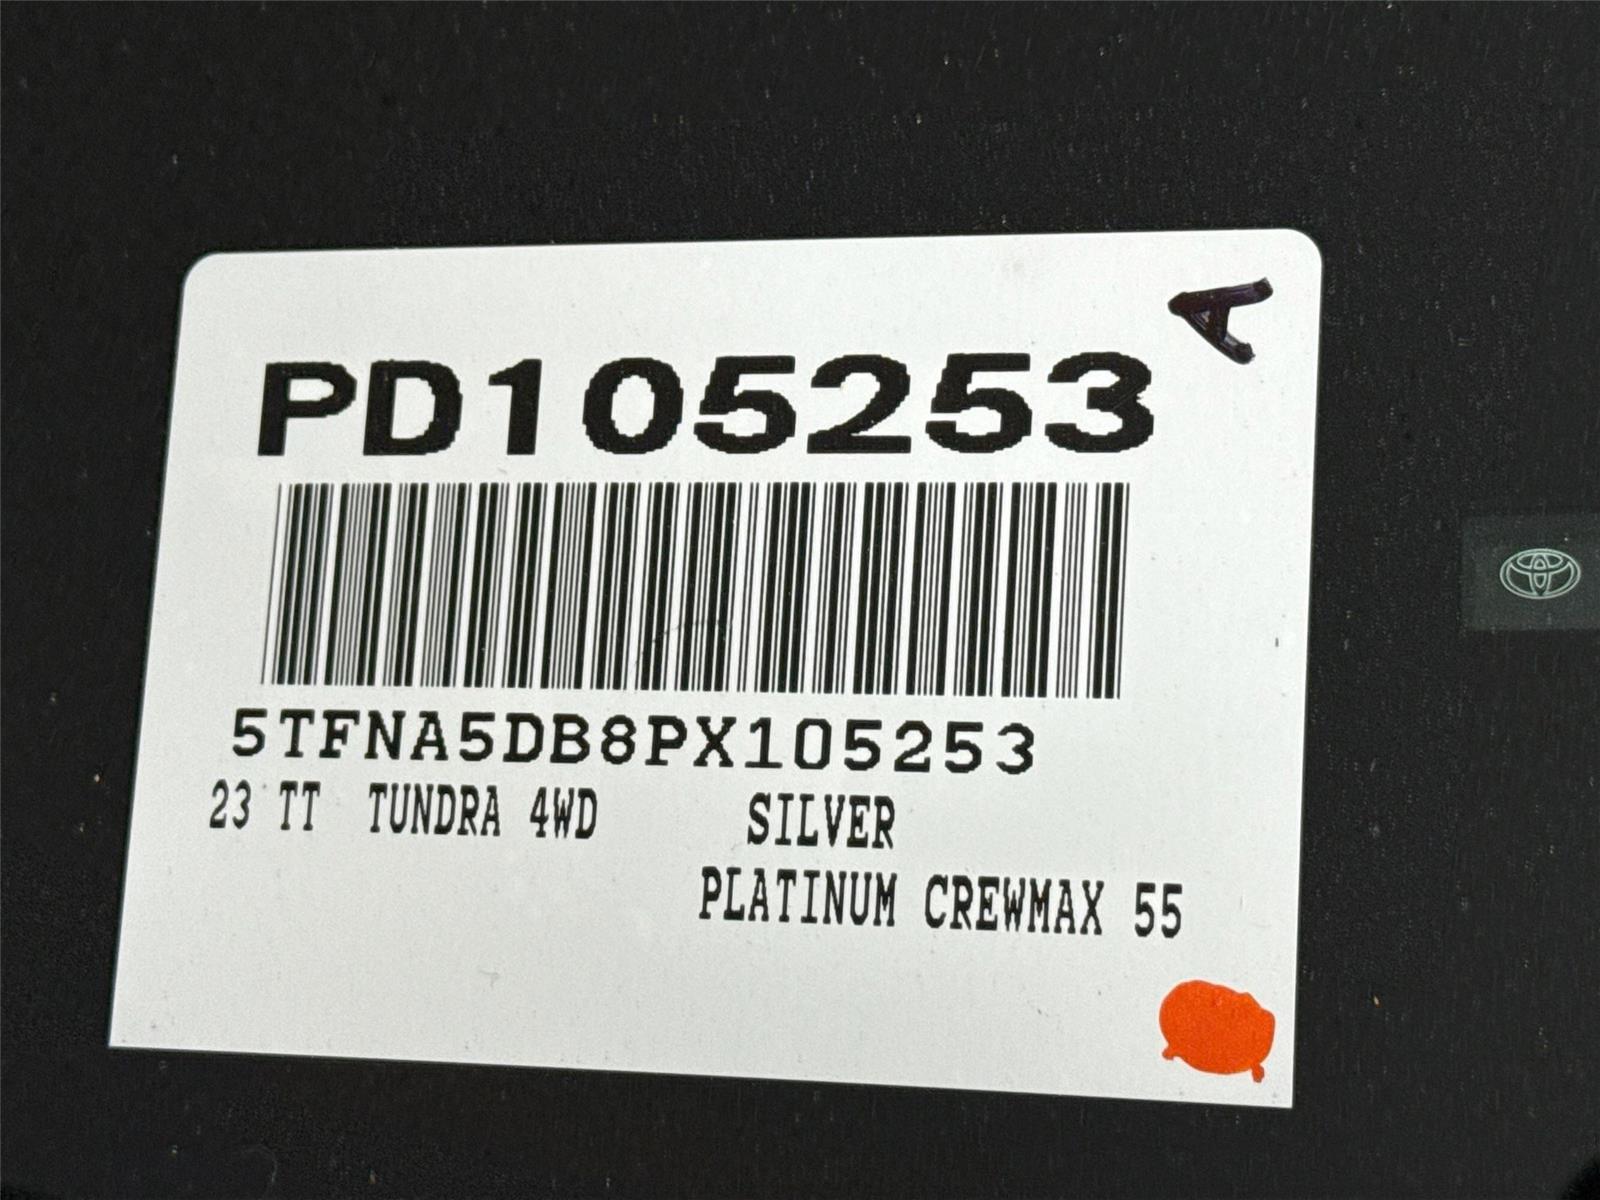 A
PD105253
5TFNA5DB8PX105253
23 TT TUNDRA 4WD SILVER
PLATINUM CREWMAX 55